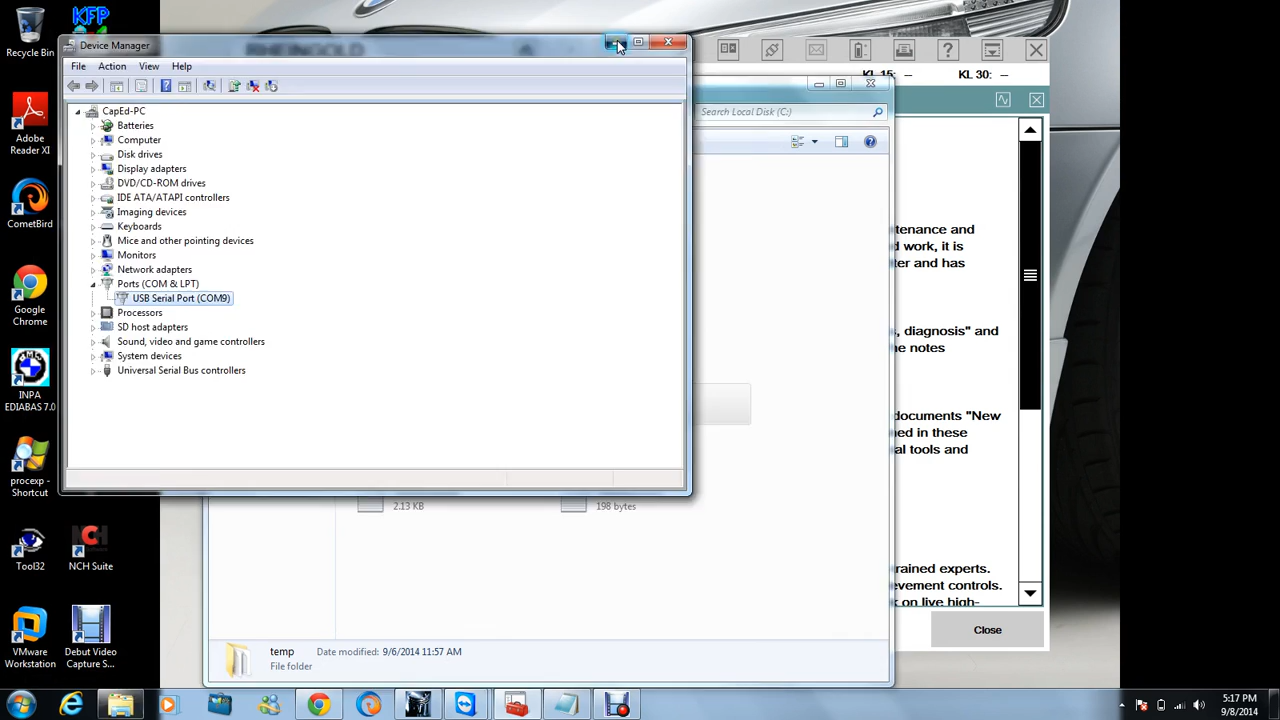 Recycle Bin
KFP
Adobe
Reader XI
CometBird
Google
Chrome
INPA
EDIABAS 7.0
procexp -
Shortcut
Tool32
NCH Suite
VMware
Workstation
Debut Video
Capture S...
Device Manager
File Action View Help
CapEd-PC
Batteries
Computer
Disk drives
Display adapters
DVD/CD-ROM drives
IDE ATA/ATAPI controllers
Imaging devices
Keyboards
Mice and other pointing devices
Monitors
Network adapters
Ports (COM & LPT)
USB Serial Port (COM9)
Processors
SD host adapters
Sound, video and game controllers
System devices
Universal Serial Bus controllers
KL 15: -- KL 30: --
Search Local Disk (C:)
tenance and
d work, it is
ter and has
, diagnosis" and
he notes
documents "New
ned in these
al tools and
2.13 KB 198 bytes
rained experts.
evement controls.
k on live high-
Close
temp Date modified: 9/6/2014 11:57 AM
File folder
5:17 PM
9/8/2014